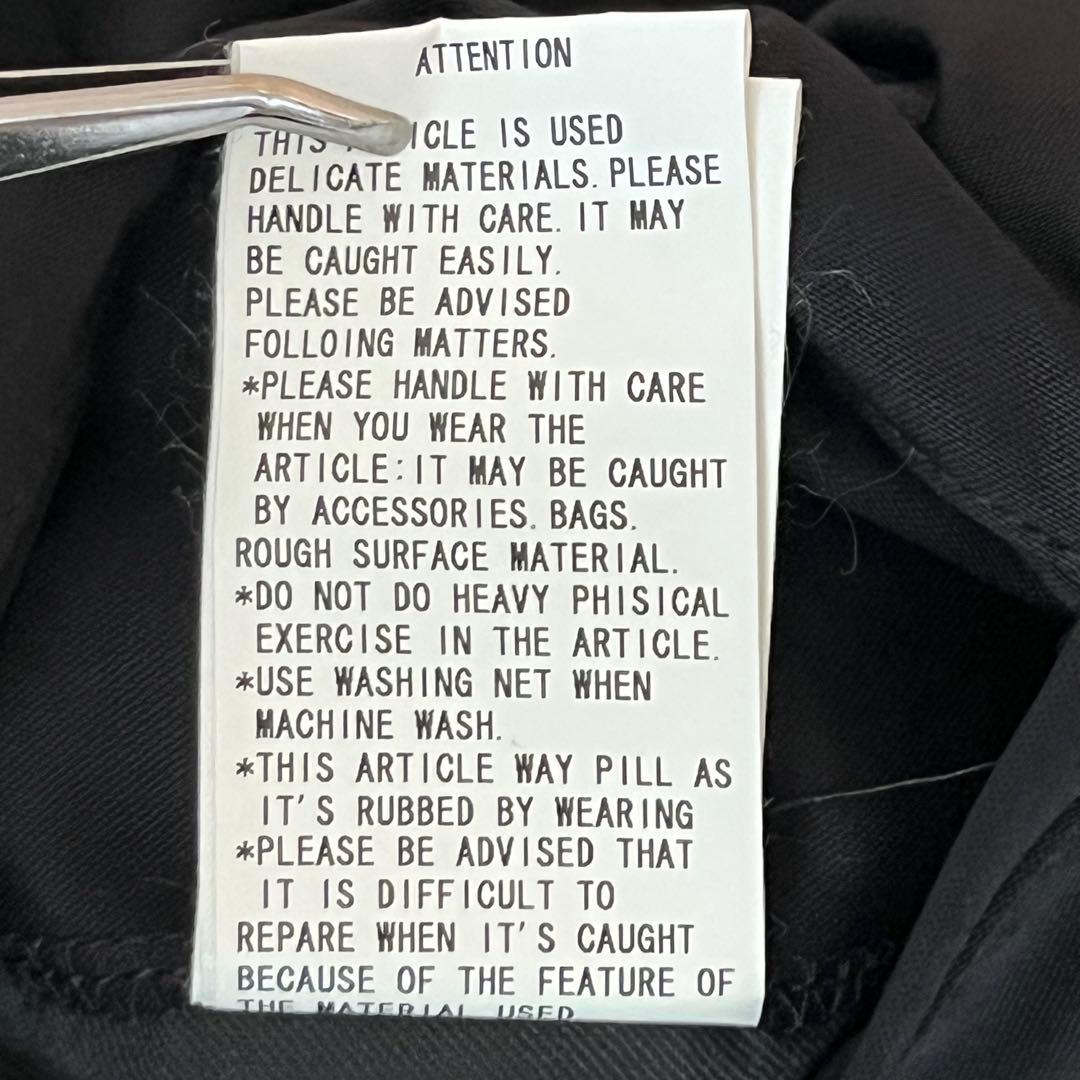 ATTENTION
THIS ICLE IS USED
DELICATE MATERIALS. PLEASE
HANDLE WITH CARE. IT MAY
BE CAUGHT EASILY.
PLEASE BE ADVISED
FOLLOING MATTERS.
*PLEASE HANDLE WITH CARE
WHEN YOU WEAR THE
ARTICLE:IT MAY BE CAUGHT
BY ACCESSORIES. BAGS.
ROUGH SURFACE MATERIAL.
*DO NOT DO HEAVY PHISICAL
EXERCISE IN THE ARTICLE.
*USE WASHING NET WHEN
MACHINE WASH.
*THIS ARTICLE WAY PILL AS
IT'S RUBBED BY WEARING
*PLEASE BE ADVISED THAT
IT IS DIFFICULT TO
REPARE WHEN IT'S CAUGHT
BECAUSE OF THE FEATURE OF
THE MATERIAL USED